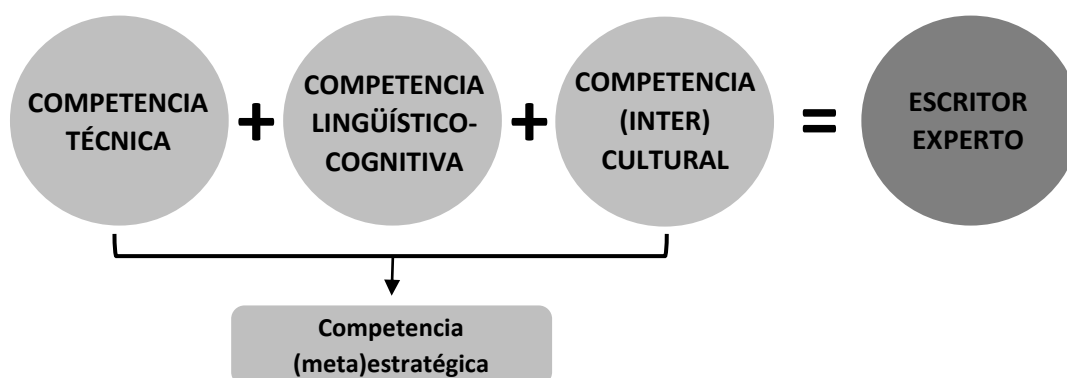 COMPETENCIA
TÉCNICA
+
COMPETENCIA
LINGÜÍSTICO-
COGNITIVA
+
COMPETENCIA
(INTER)
CULTURAL
=
ESCRITOR
EXPERTO
Competencia
(meta)estratégica